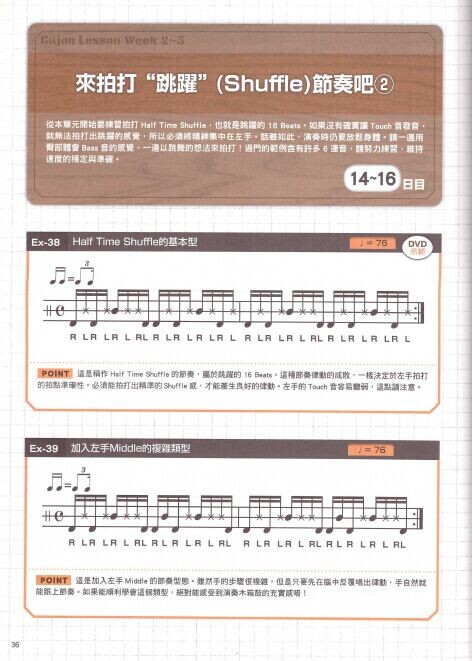 Cajon Lesson Week 2~3
來拍打“跳躍”(Shuffle)節奏吧②
從本單元開始要練習拍打 Half Time Shuffle，也就是跳躍的 16 Beats。如果沒有確實讓 Touch 音發音，
就無法拍打出跳躍的感覺，所以必須將精神集中在左手。話雖如此，演奏時仍要放鬆身體。請一邊用
臀部體會 Bass 音的感覺，一邊以跳舞的想法來拍打！過門的範例含有許多 6 連音，請努力練習，維持
速度的穩定與準確。
14~16 日目
Ex-38 Half Time Shuffle的基本型 ♩= 76 DVD
示範
3
R LR LR LR L R LR LR LR L R LR LR LR L R LR LR LR L
POINT 這是稱作 Half Time Shuffle 的節奏，屬於跳躍的 16 Beats。這種節奏律動的成敗，一樣決定於左手拍打
的拍點準確性。必須能拍打出精準的 Shuffle 感，才能產生良好的律動。左手的 Touch 音容易變弱，這點請注意。
Ex-39 加入左手Middle的複雜類型 ♩= 76
3
POINT 這是加入左手 Middle 的節奏型態。雖然手的步驟很複雜，但是只要先在腦中反覆唱出律動，手自然就
能跟上節奏。如果能順利學會這個類型，絕對能感受到演奏木箱鼓的充實感唷！
36